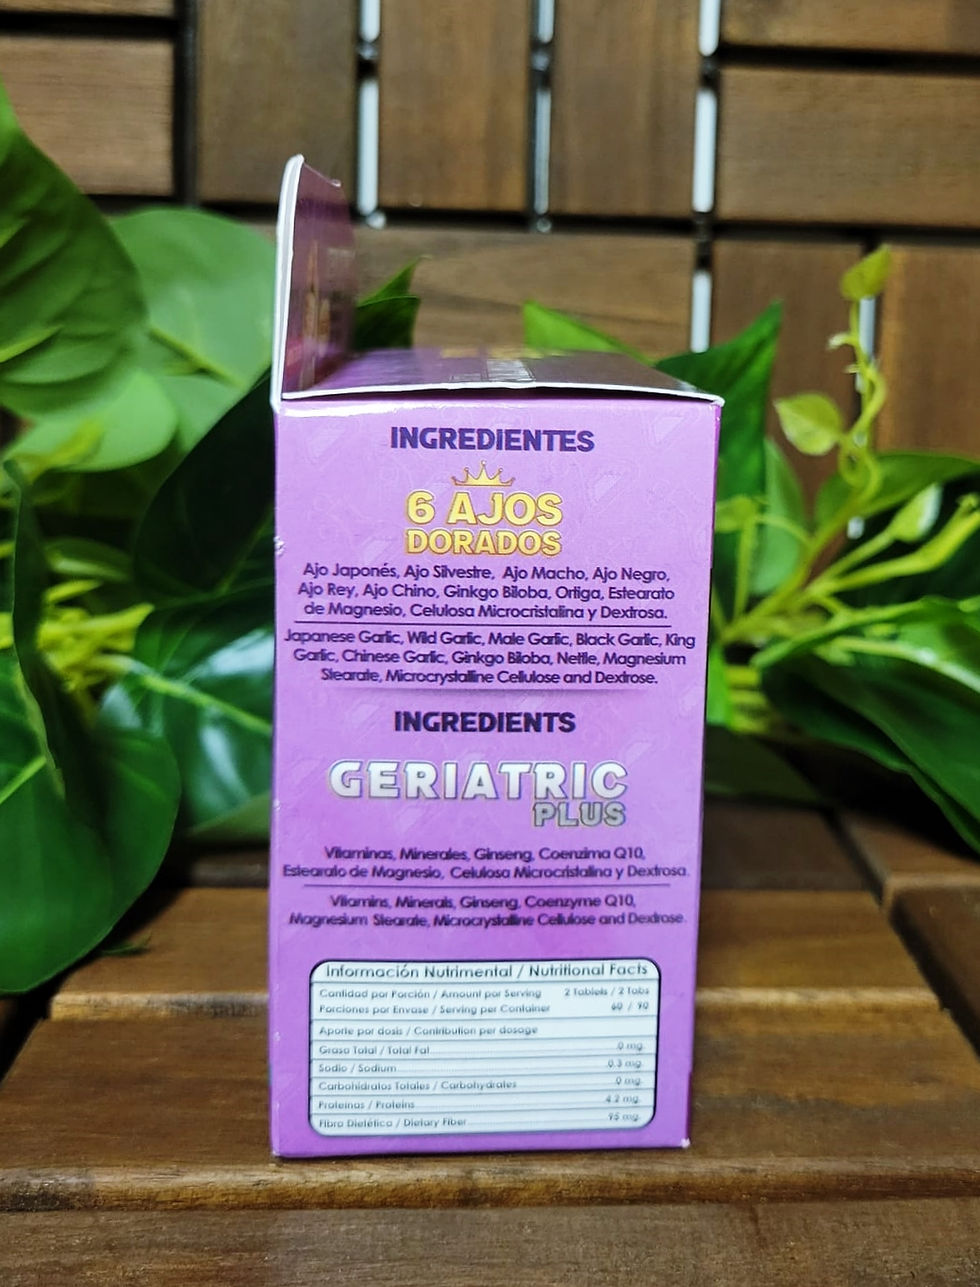 INGREDIENTES
6 AJOS
DORADOS
Ajo Japonés, Ajo Silvestre, Ajo Macho, Ajo Negro,
Ajo Rey, Ajo Chino, Ginkgo Biloba, Ortiga, Estearato
de Magnesio, Celulosa Microcristalina y Dextrosa.
Japanese Garlic, Wild Garlic, Male Garlic, Black Garlic, King
Garlic, Chinese Garlic, Ginkgo Biloba, Nettle, Magnesium
Stearate, Microcrystalline Cellulose and Dextrose.
INGREDIENTS
GERIATRIC
PLUS
Vitaminas, Minerales, Ginseng, Coenzima Q10,
Estearato de Magnesio, Celulosa Microcristalina y Dextrosa.
Vitamins, Minerals, Ginseng, Coenzyme Q10,
Magnesium Stearate, Microcrystalline Cellulose and Dextrose.
Información Nutrimental / Nutritional Facts
Cantidad por Porción / Amount por Serving 2 Tablets / 2 Tabs
Porciones por Envase / Serving per Container 60 / 90
Aporte por dosis / Contribution per dosage
Grasa Total / Total Fat 0 mg.
Sodio / Sodium 0.3 mg.
Carbohidratos Totales / Carbohydrates 0 mg.
Proteínas / Proteins 4.2 mg.
Fibra Dietética / Dietary Fiber 95 mg.